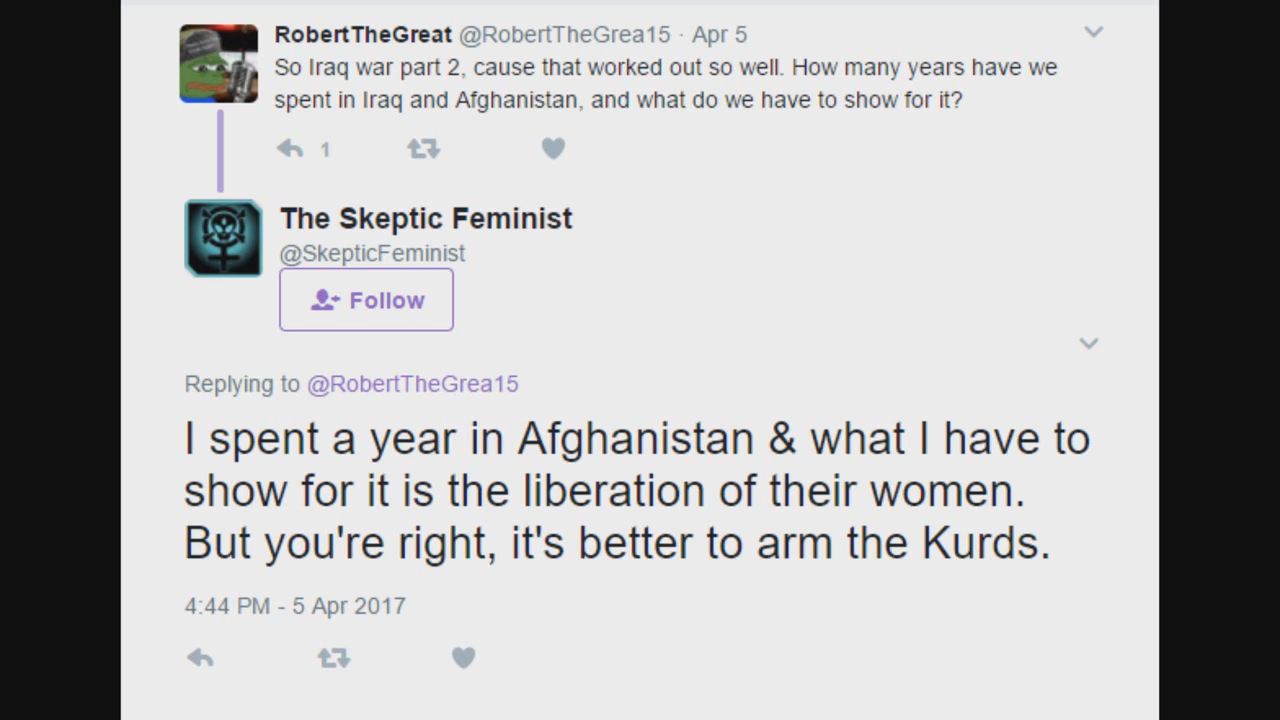 RobertTheGreat @RobertTheGrea15 · Apr 5
So Iraq war part 2, cause that worked out so well. How many years have we
spent in Iraq and Afghanistan, and what do we have to show for it?
1
The Skeptic Feminist
@SkepticFeminist
Follow
Replying to @RobertTheGrea15
I spent a year in Afghanistan & what I have to
show for it is the liberation of their women.
But you're right, it's better to arm the Kurds.
4:44 PM - 5 Apr 2017